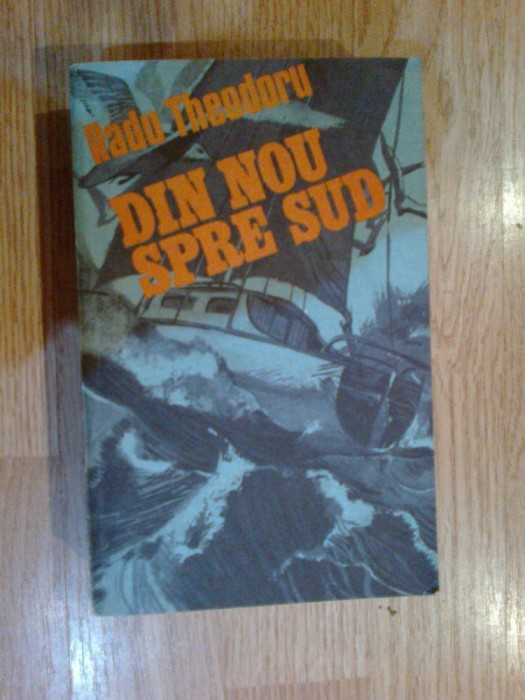 Radu Theodoru
DIN NOU
SPRE SUD